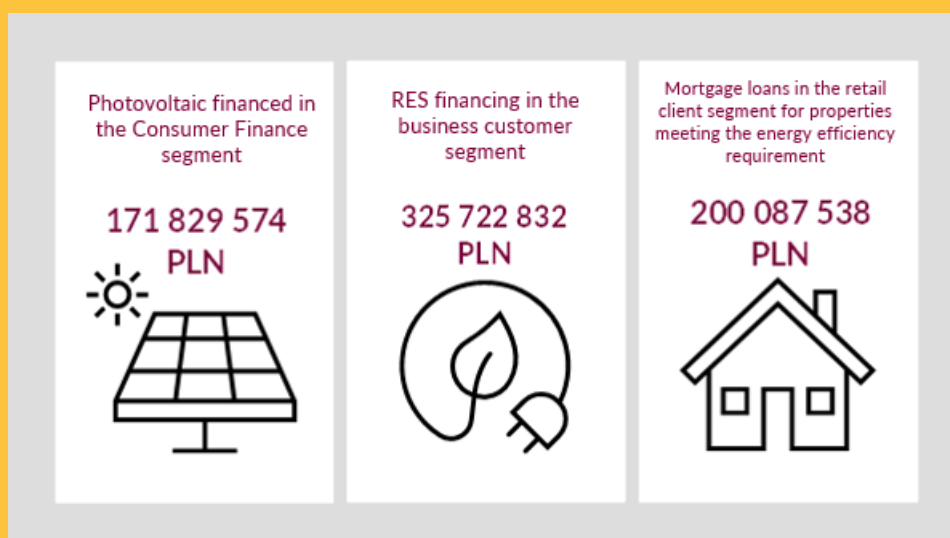 Photovoltaic financed in
the Consumer Finance
segment
171 829 574
PLN
RES financing in the
business customer
segment
325 722 832
PLN
Mortgage loans in the retail
client segment for properties
meeting the energy efficiency
requirement
200 087 538
PLN